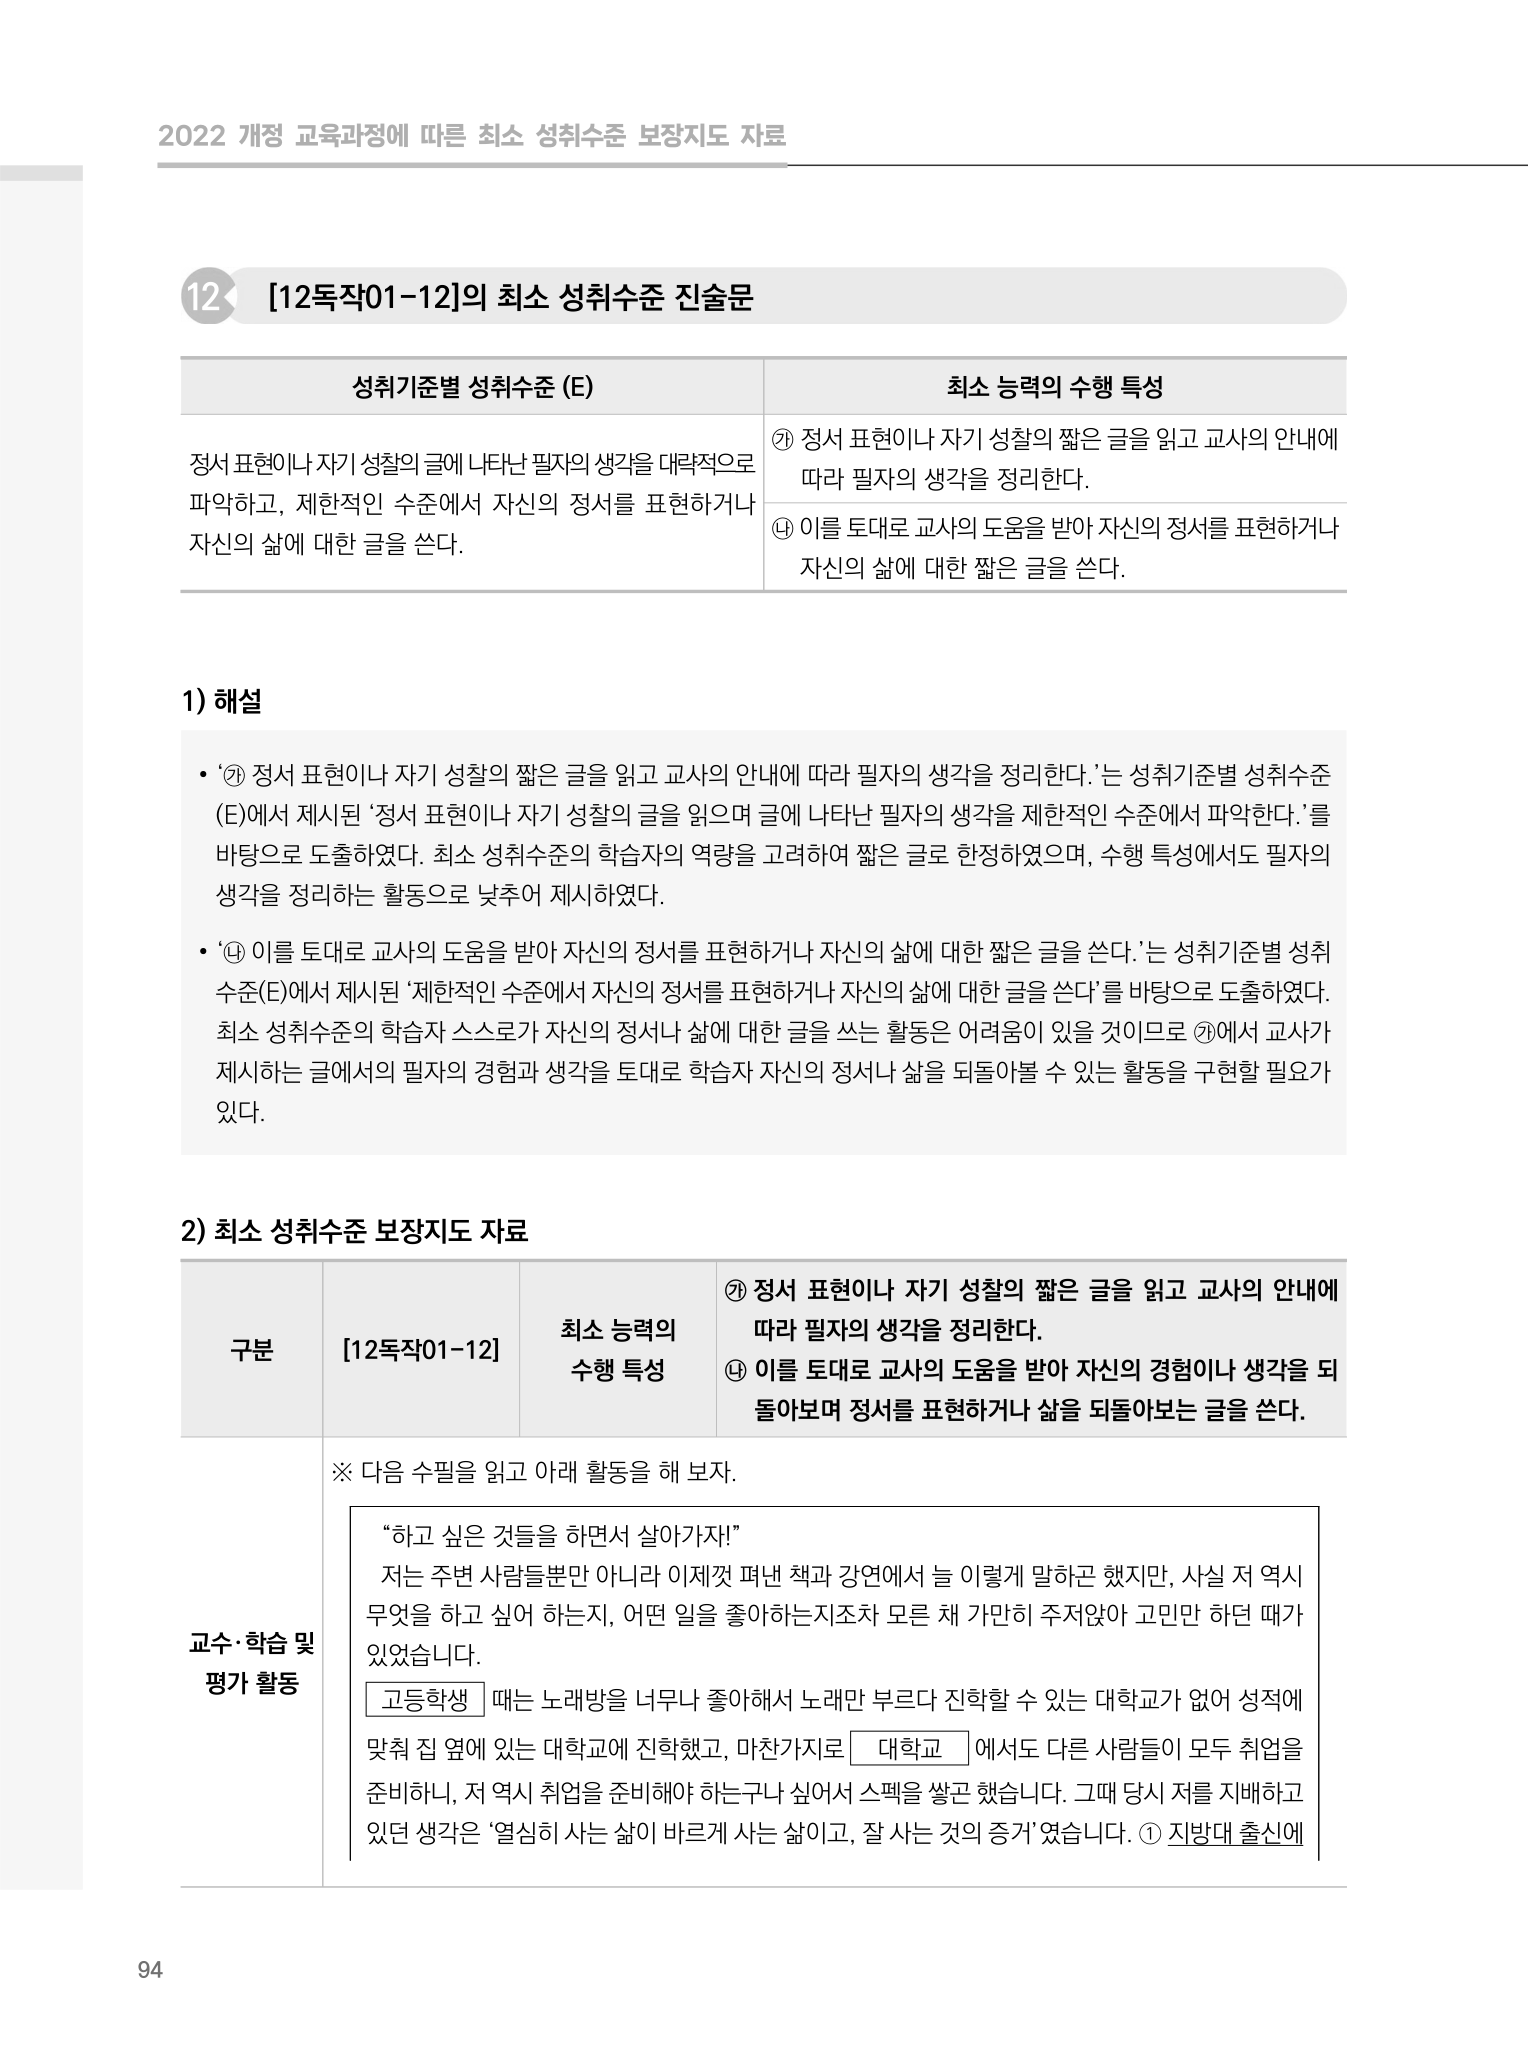 2022 개정 교육과정에 따른 최소 성취수준 보장지도 자료
12 [12독작01-12]의 최소 성취수준 진술문
성취기준별 성취수준 (E)
최소 능력의 수행 특성
정서 표현이나 자기 성찰의 글에 나타난 필자의 생각을 대략적으로
파악하고, 제한적인 수준에서 자신의 정서를 표현하거나
자신의 삶에 대한 글을 쓴다.
㉮ 정서 표현이나 자기 성찰의 짧은 글을 읽고 교사의 안내에
따라 필자의 생각을 정리한다.
㉯ 이를 토대로 교사의 도움을 받아 자신의 정서를 표현하거나
자신의 삶에 대한 짧은 글을 쓴다.
1) 해설
• ‘㉮ 정서 표현이나 자기 성찰의 짧은 글을 읽고 교사의 안내에 따라 필자의 생각을 정리한다.’는 성취기준별 성취수준
(E)에서 제시된 ‘정서 표현이나 자기 성찰의 글을 읽으며 글에 나타난 필자의 생각을 제한적인 수준에서 파악한다.’를
바탕으로 도출하였다. 최소 성취수준의 학습자의 역량을 고려하여 짧은 글로 한정하였으며, 수행 특성에서도 필자의
생각을 정리하는 활동으로 낮추어 제시하였다.
• ‘㉯ 이를 토대로 교사의 도움을 받아 자신의 정서를 표현하거나 자신의 삶에 대한 짧은 글을 쓴다.’는 성취기준별 성취
수준(E)에서 제시된 ‘제한적인 수준에서 자신의 정서를 표현하거나 자신의 삶에 대한 글을 쓴다’를 바탕으로 도출하였다.
최소 성취수준의 학습자 스스로가 자신의 정서나 삶에 대한 글을 쓰는 활동은 어려움이 있을 것이므로 ㉮에서 교사가
제시하는 글에서의 필자의 경험과 생각을 토대로 학습자 자신의 정서나 삶을 되돌아볼 수 있는 활동을 구현할 필요가
있다.
2) 최소 성취수준 보장지도 자료
구분
[12독작01-12]
최소 능력의
수행 특성
㉮ 정서 표현이나 자기 성찰의 짧은 글을 읽고 교사의 안내에
따라 필자의 생각을 정리한다.
㉯ 이를 토대로 교사의 도움을 받아 자신의 경험이나 생각을 되
돌아보며 정서를 표현하거나 삶을 되돌아보는 글을 쓴다.
교수·학습 및
평가 활동
※ 다음 수필을 읽고 아래 활동을 해 보자.
“하고 싶은 것들을 하면서 살아가자!”
저는 주변 사람들뿐만 아니라 이제껏 펴낸 책과 강연에서 늘 이렇게 말하곤 했지만, 사실 저 역시
무엇을 하고 싶어 하는지, 어떤 일을 좋아하는지조차 모른 채 가만히 주저앉아 고민만 하던 때가
있었습니다.
고등학생 때는 노래방을 너무나 좋아해서 노래만 부르다 진학할 수 있는 대학교가 없어 성적에
맞춰 집 옆에 있는 대학교에 진학했고, 마찬가지로 대학교 에서도 다른 사람들이 모두 취업을
준비하니, 저 역시 취업을 준비해야 하는구나 싶어서 스펙을 쌓곤 했습니다. 그때 당시 저를 지배하고
있던 생각은 ‘열심히 사는 삶이 바르게 사는 삶이고, 잘 사는 것의 증거’였습니다. ① 지방대 출신에
94